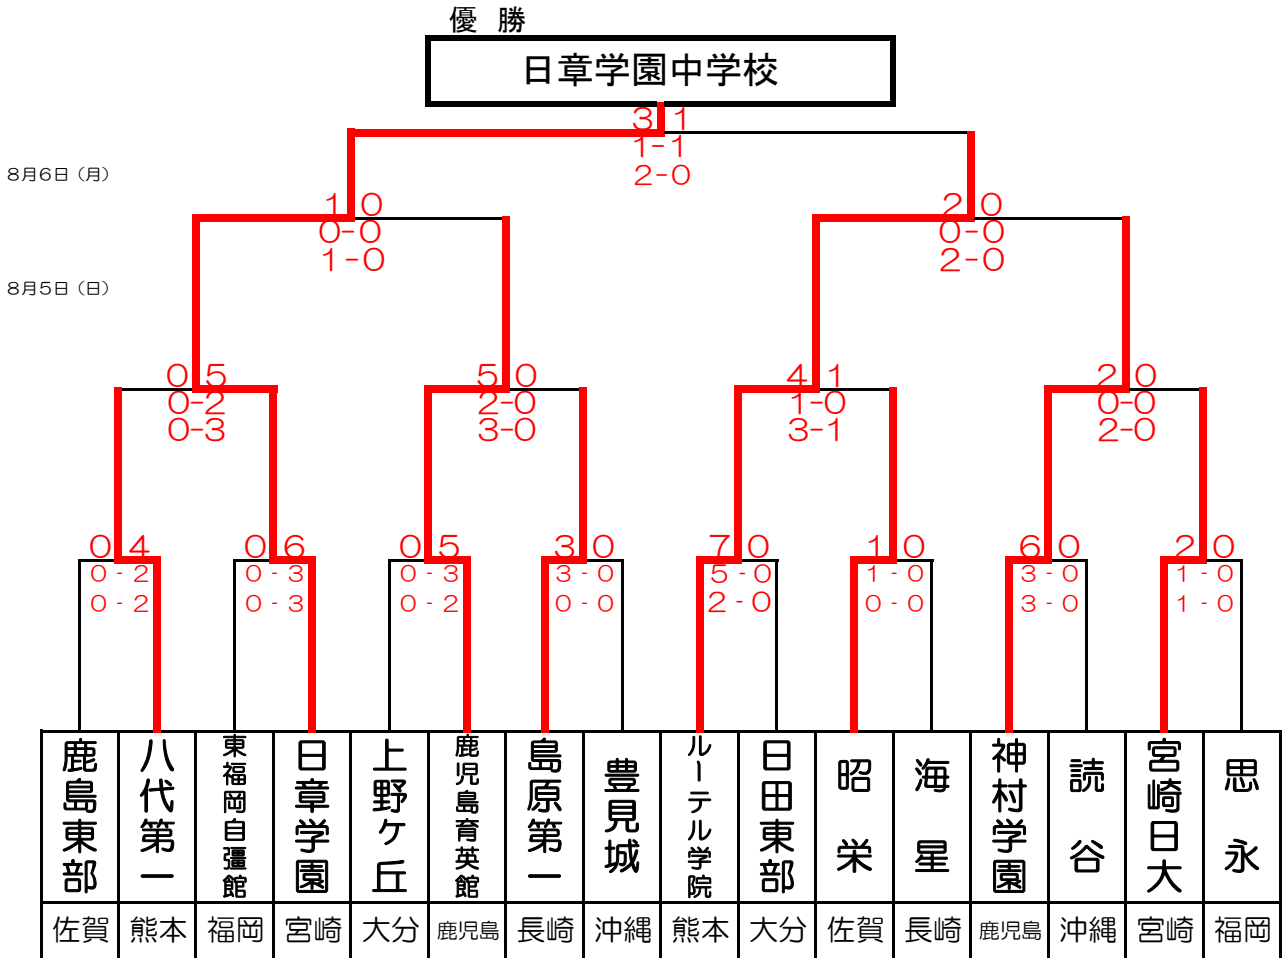 優 勝
日章学園中学校
3 1
1-1
2-0
8月6日（月）
1 0
0-0
1-0
2 0
0-0
2-0
8月5日（日）
0 5
0-2
0-3
5 0
2-0
3-0
4 1
1-0
3-1
2 0
0-0
2-0
0 4
0 - 2
0 - 2
0 6
0 - 3
0 - 3
0 5
0 - 3
0 - 2
3 0
3 - 0
0 - 0
7 0
5 - 0
2 - 0
1 0
1 - 0
0 - 0
6 0
3 - 0
3 - 0
2 0
1 - 0
1 - 0
鹿島東部
八代第一
東福岡自彊館
日章学園
上野ケ丘
鹿児島育英館
島原第一
豊見城
ルーテル学院
日田東部
昭栄
海星
神村学園
読谷
宮崎日大
思永
佐賀
熊本
福岡
宮崎
大分
鹿児島
長崎
沖縄
熊本
大分
佐賀
長崎
鹿児島
沖縄
宮崎
福岡